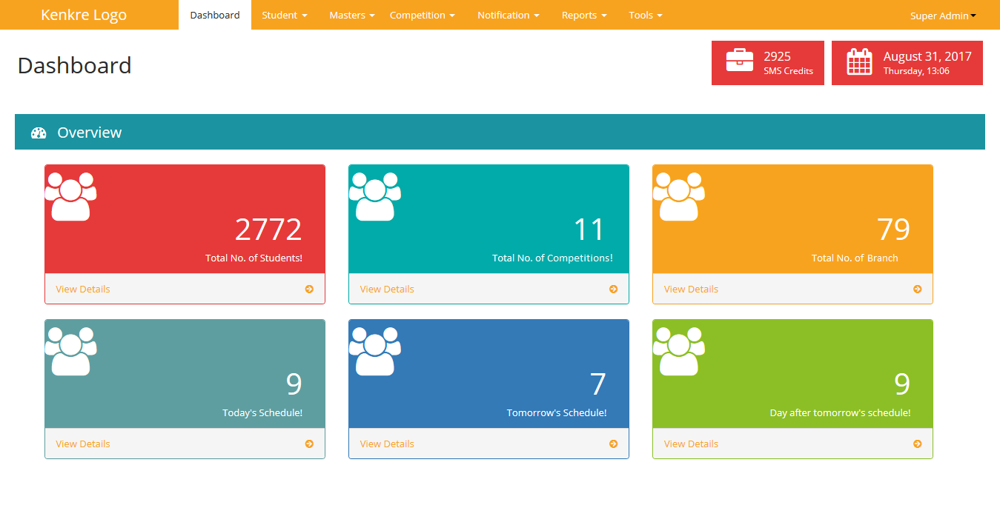 Kenkre Logo Dashboard Student Masters Competition Notification Reports Tools Super Admin
Dashboard
2925
SMS Credits
August 31, 2017
Thursday, 13:06
Overview
2772
Total No. of Students!
View Details
11
Total No. of Competitions!
View Details
79
Total No. of Branch
View Details
9
Today's Schedule!
View Details
7
Tomorrow's Schedule!
View Details
9
Day after tomorrow's schedule!
View Details